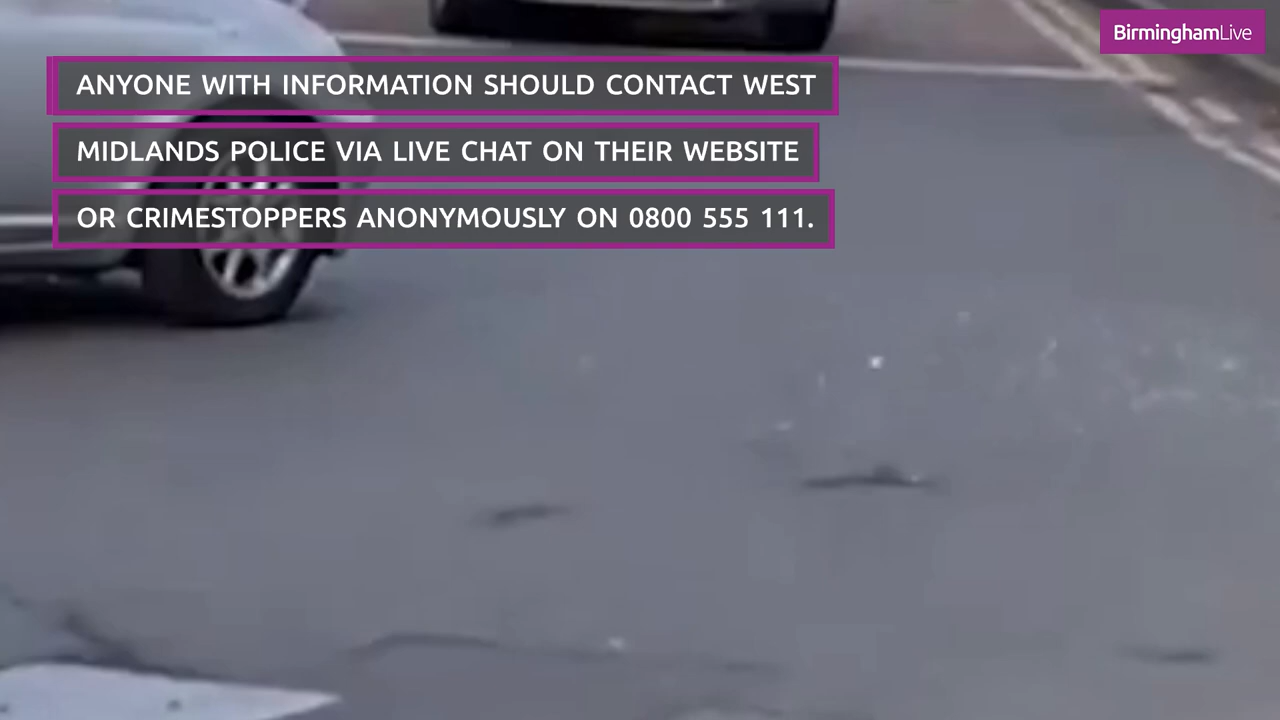 BirminghamLive
ANYONE WITH INFORMATION SHOULD CONTACT WEST
MIDLANDS POLICE VIA LIVE CHAT ON THEIR WEBSITE
OR CRIMESTOPPERS ANONYMOUSLY ON 0800 555 111.